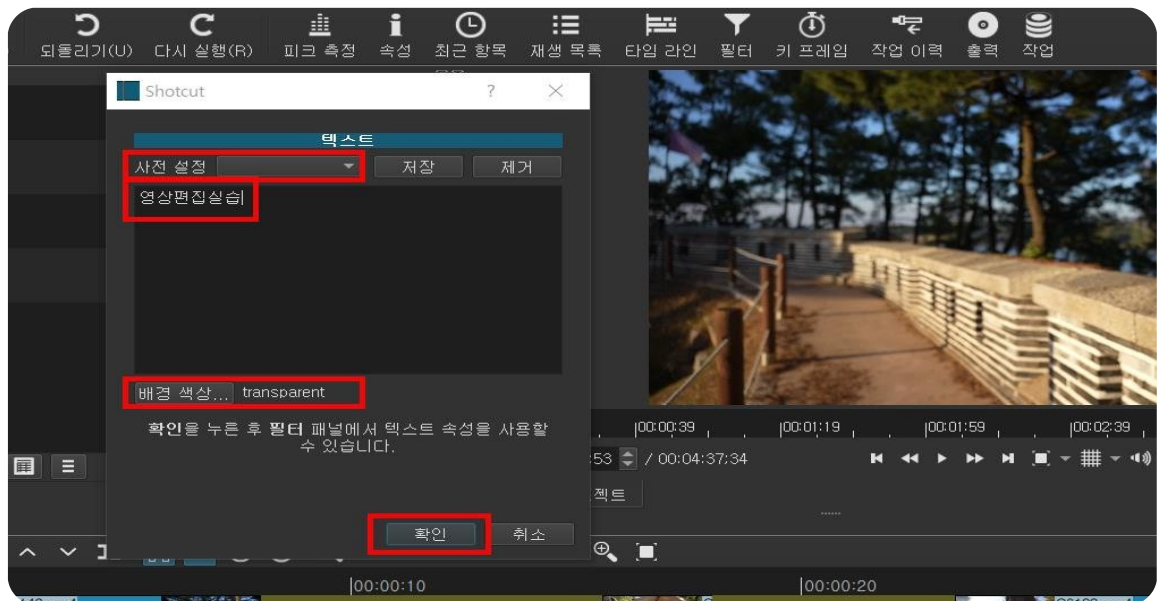 되돌리기(U) 다시 실행(R) 피크 측정 속성 최근 항목 재생 목록 타임 라인 필터 키 프레임 작업 이력 출력 작업
Shotcut ? ×
텍스트
사전 설정 저장 제거
영상편집실습
배경 색상... transparent
확인을 누른 후 필터 패널에서 텍스트 속성을 사용할
수 있습니다.
|00:00:39 |00:01:19 |00:01:59 |00:02:39
:53 / 00:04:37:34
젝트
확인 취소
|00:00:10 |00:00:20